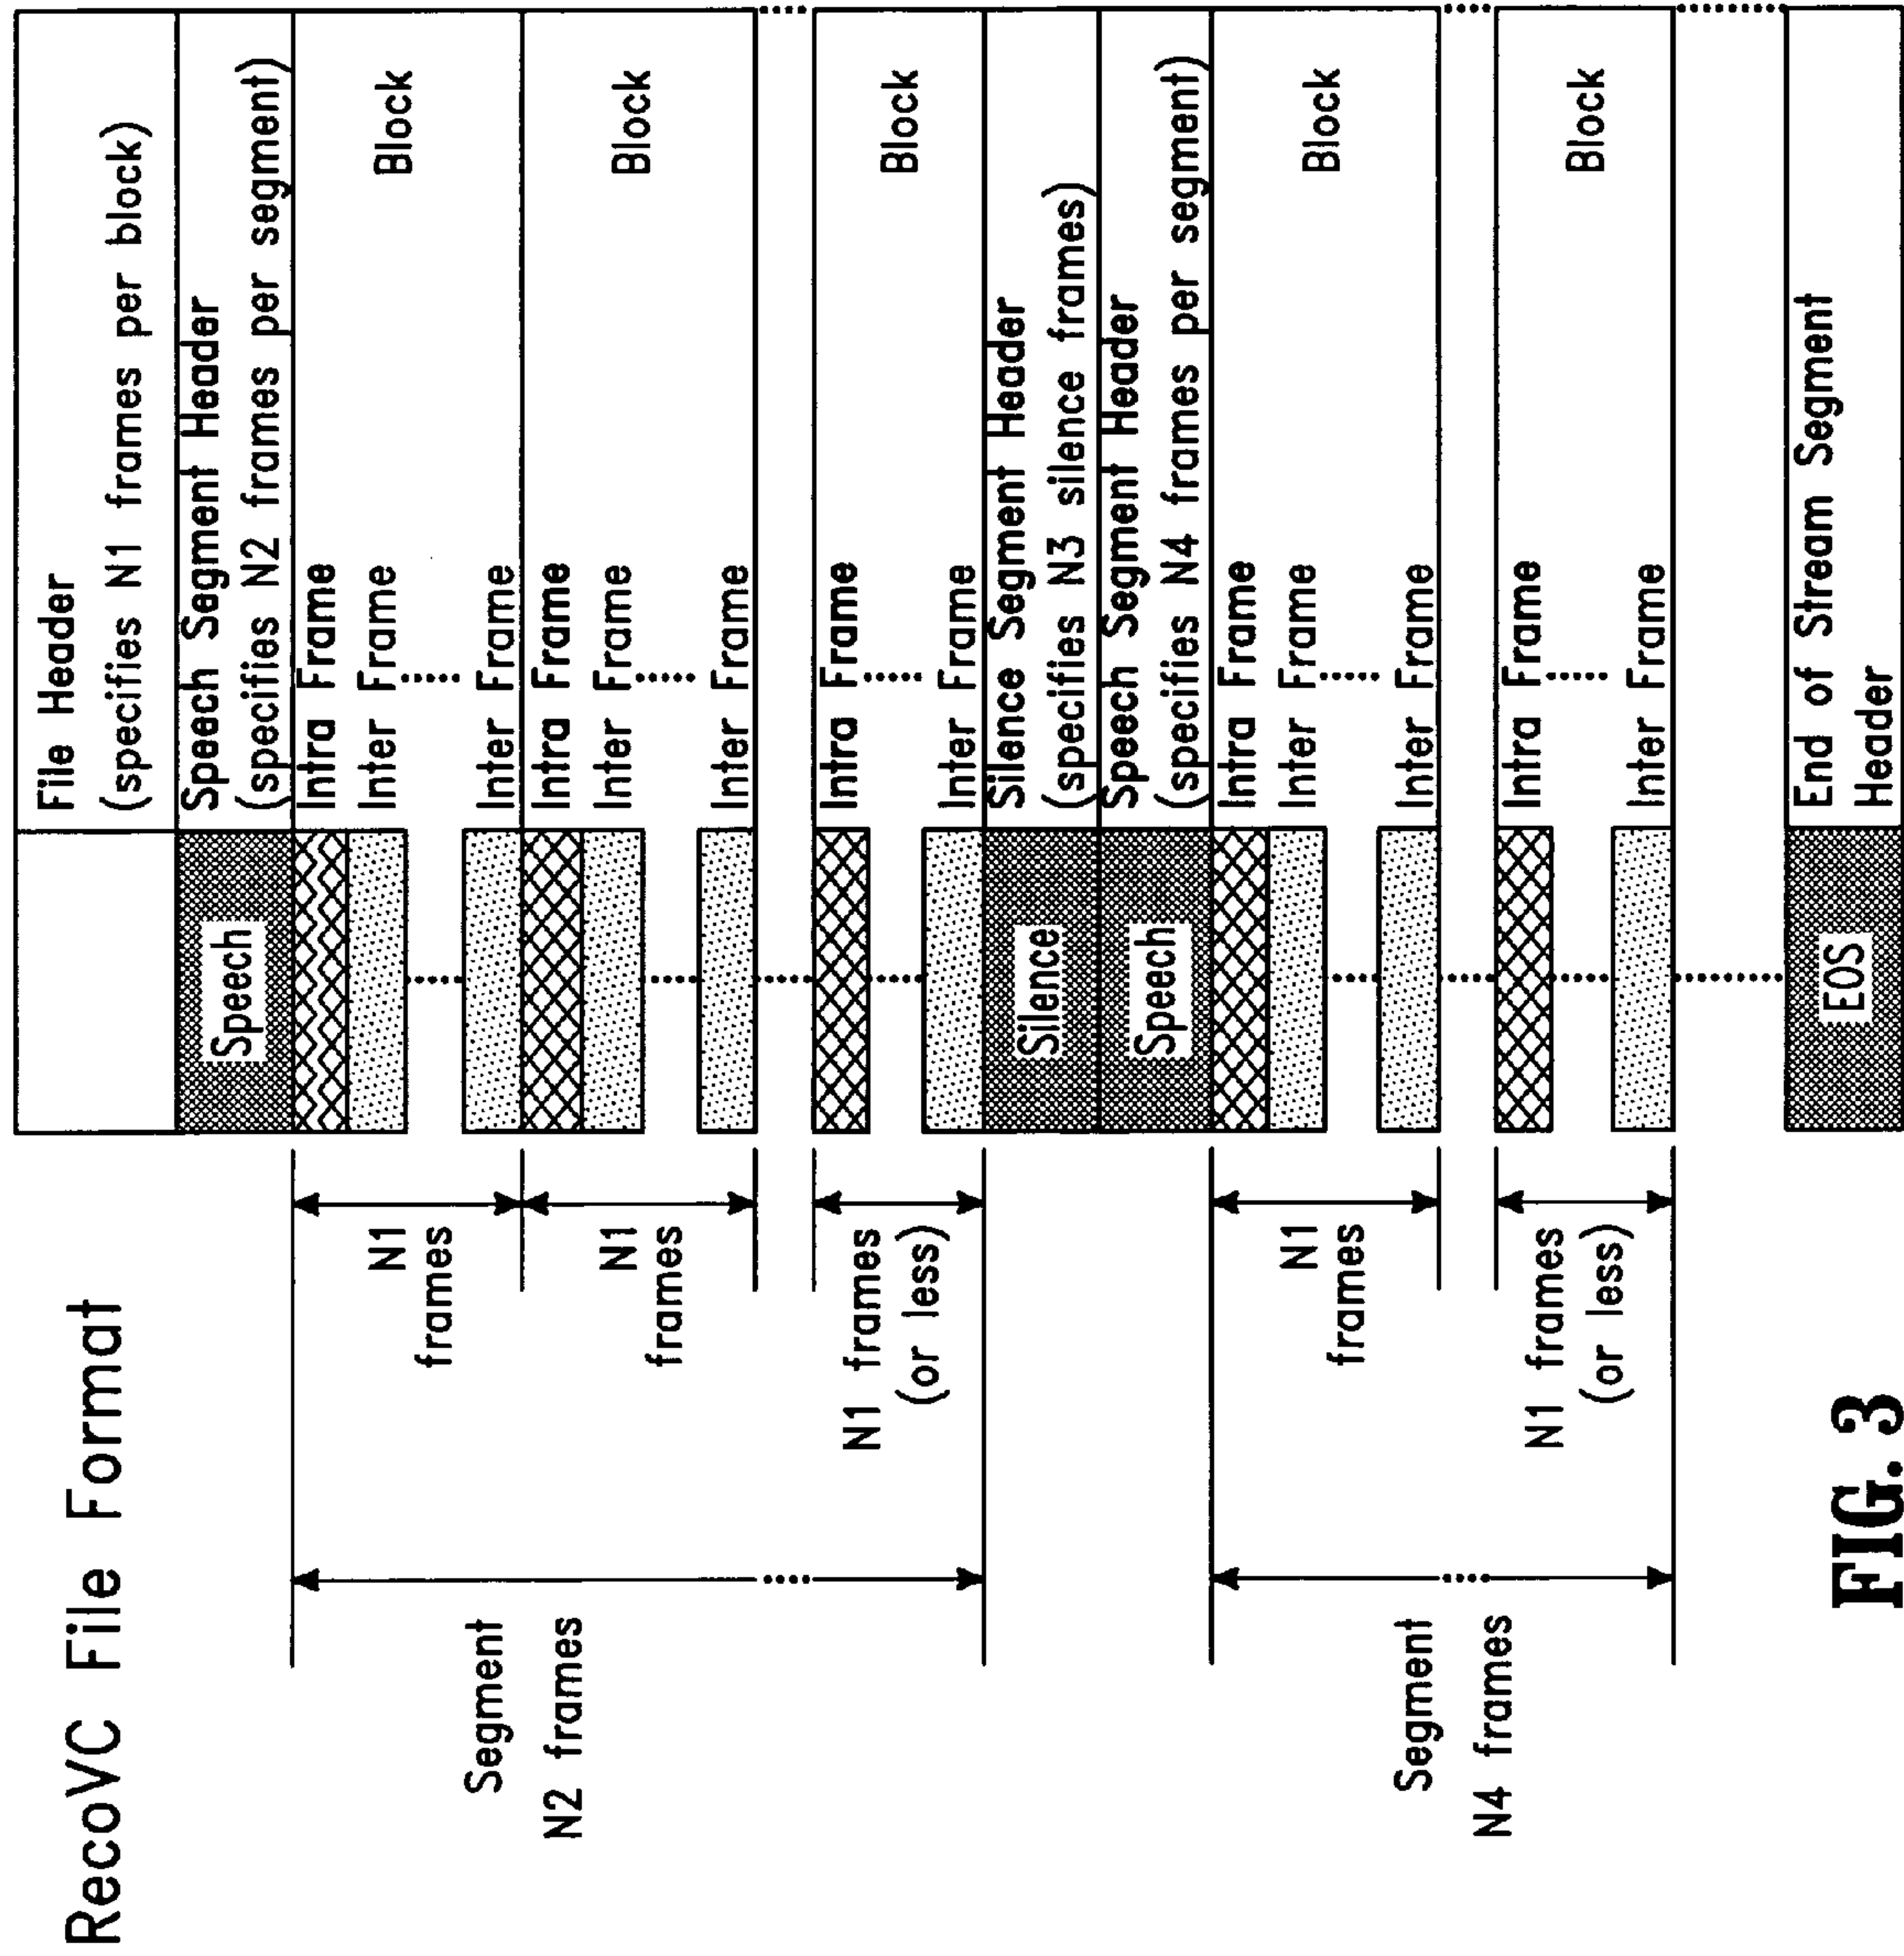 RecoVC File Format
File Header
(specifies N1 frames per block)
Speech
Speech Segment Header
(specifies N2 frames per segment)
Segment
N2 frames
N1
frames
Intra Frame
Inter Frame
Inter Frame
Block
N1
frames
Intra Frame
Inter Frame
Inter Frame
Block
N1 frames
(or less)
Intra Frame
Inter Frame
Block
Silence
Silence Segment Header
(specifies N3 silence frames)
Speech
Speech Segment Header
(specifies N4 frames per segment)
Segment
N4 frames
N1
frames
Intra Frame
Inter Frame
Inter Frame
Block
N1 frames
(or less)
Intra Frame
Inter Frame
Block
EOS
End of Stream Segment
Header
FIG. 3